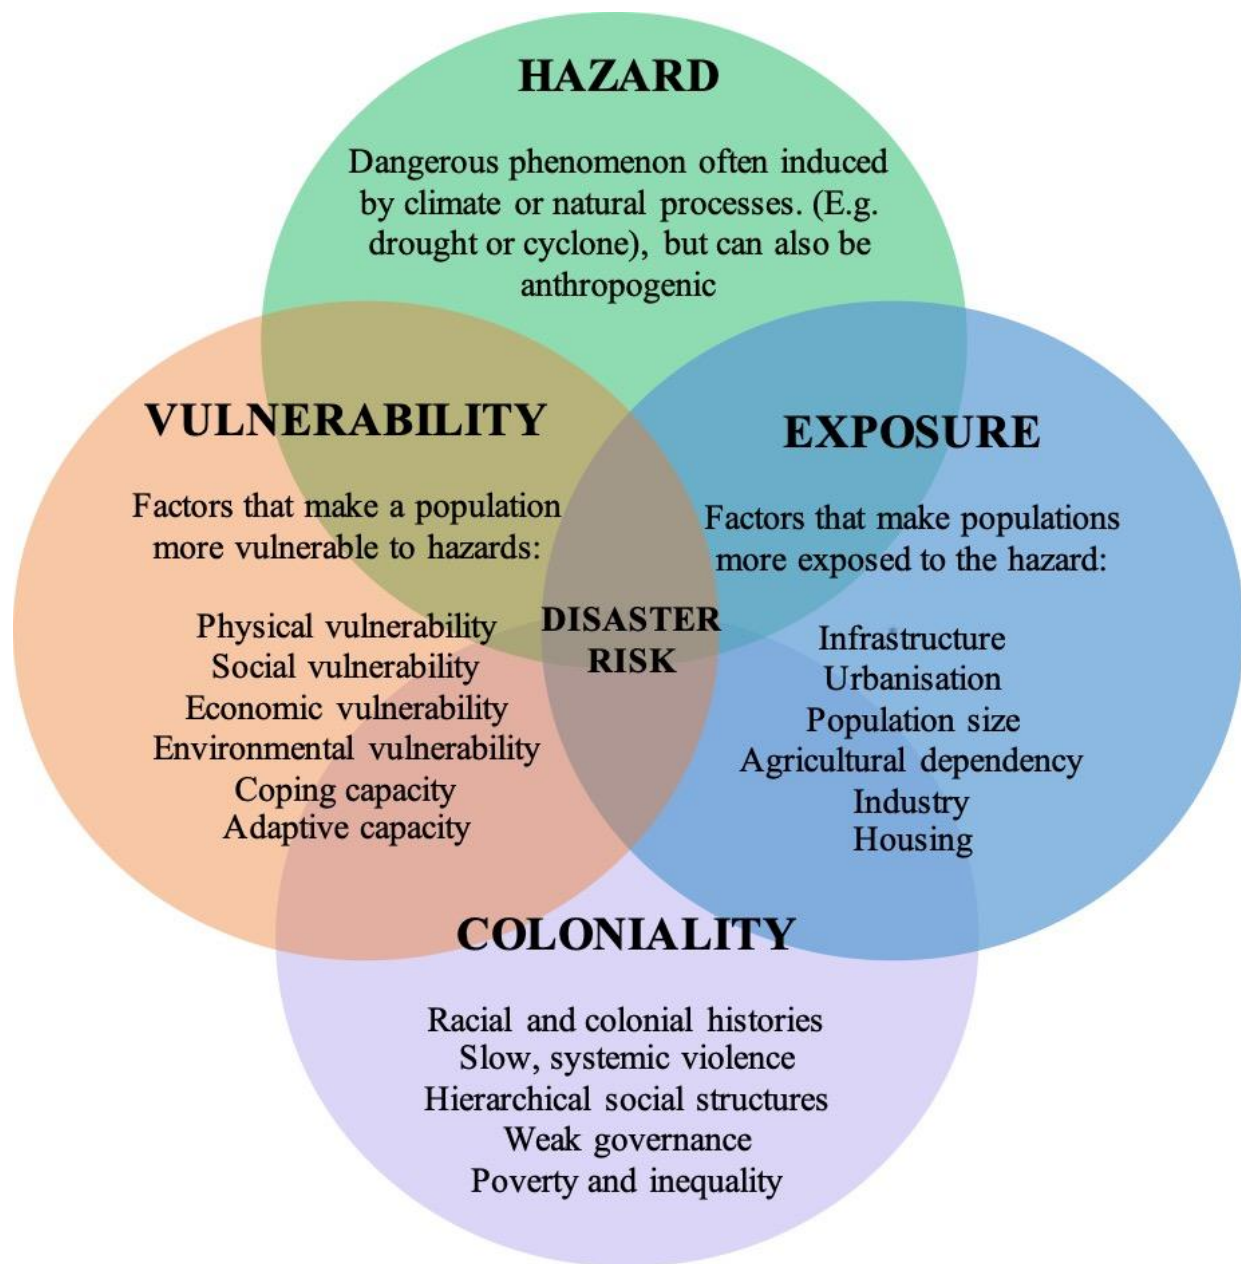 HAZARD
Dangerous phenomenon often induced
by climate or natural processes. (E.g.
drought or cyclone), but can also be
anthropogenic
VULNERABILITY
Factors that make a population
more vulnerable to hazards:
Physical vulnerability
Social vulnerability
Economic vulnerability
Environmental vulnerability
Coping capacity
Adaptive capacity
EXPOSURE
Factors that make populations
more exposed to the hazard:
Infrastructure
Urbanisation
Population size
Agricultural dependency
Industry
Housing
DISASTER
RISK
COLONIALITY
Racial and colonial histories
Slow, systemic violence
Hierarchical social structures
Weak governance
Poverty and inequality